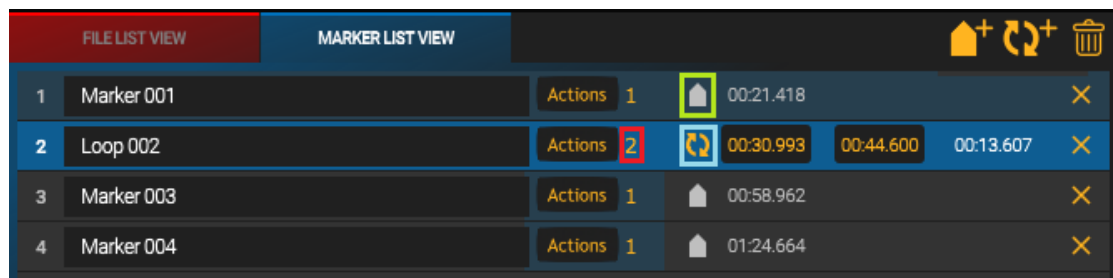 FILE LIST VIEW MARKER LIST VIEW
1 Marker 001 Actions 1 00:21.418
2 Loop 002 Actions 2 00:30.993 00:44.600 00:13.607
3 Marker 003 Actions 1 00:58.962
4 Marker 004 Actions 1 01:24.664